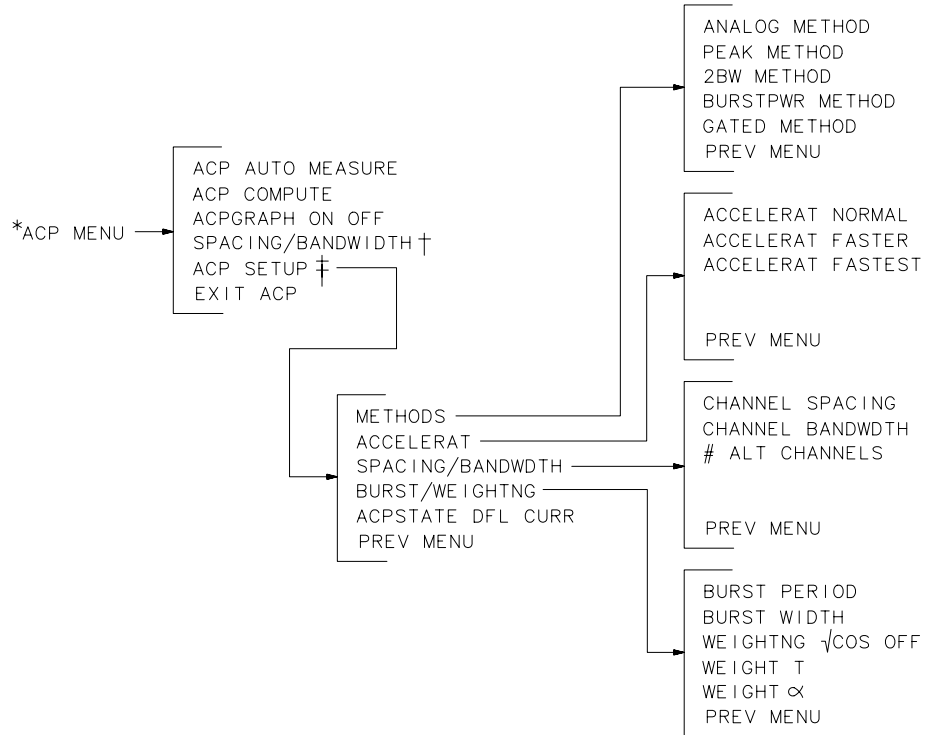 *ACP MENU
ACP AUTO MEASURE
ACP COMPUTE
ACPGRAPH ON OFF
SPACING/BANDWIDTH †
ACP SETUP ‡
EXIT ACP
METHODS
ACCELERAT
SPACING/BANDWDTH
BURST/WEIGHTNG
ACPSTATE DFL CURR
PREV MENU
ANALOG METHOD
PEAK METHOD
2BW METHOD
BURSTPWR METHOD
GATED METHOD
PREV MENU
ACCELERAT NORMAL
ACCELERAT FASTER
ACCELERAT FASTEST
PREV MENU
CHANNEL SPACING
CHANNEL BANDWDTH
# ALT CHANNELS
PREV MENU
BURST PERIOD
BURST WIDTH
WEIGHTNG √COS OFF
WEIGHT T
WEIGHT ∝
PREV MENU